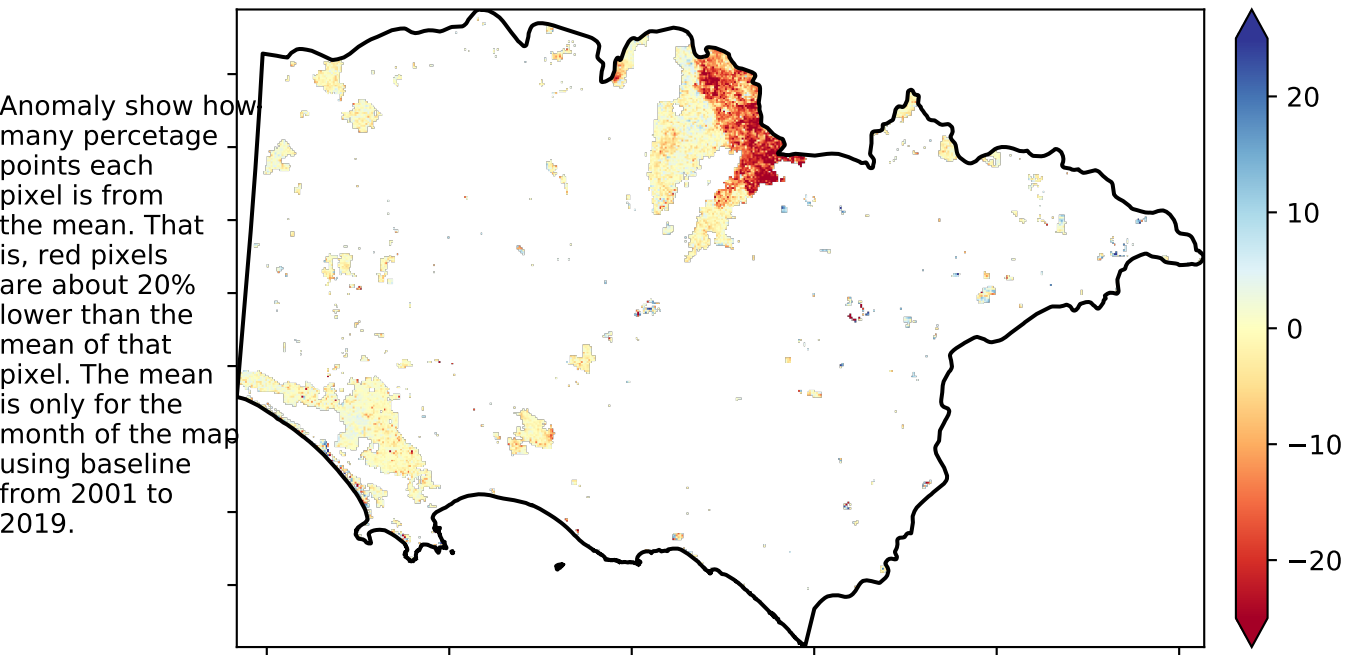 Anomaly show how
many percetage
points each
pixel is from
the mean. That
is, red pixels
are about 20%
lower than the
mean of that
pixel. The mean
is only for the
month of the map
using baseline
from 2001 to
2019.
20
10
0
−10
−20